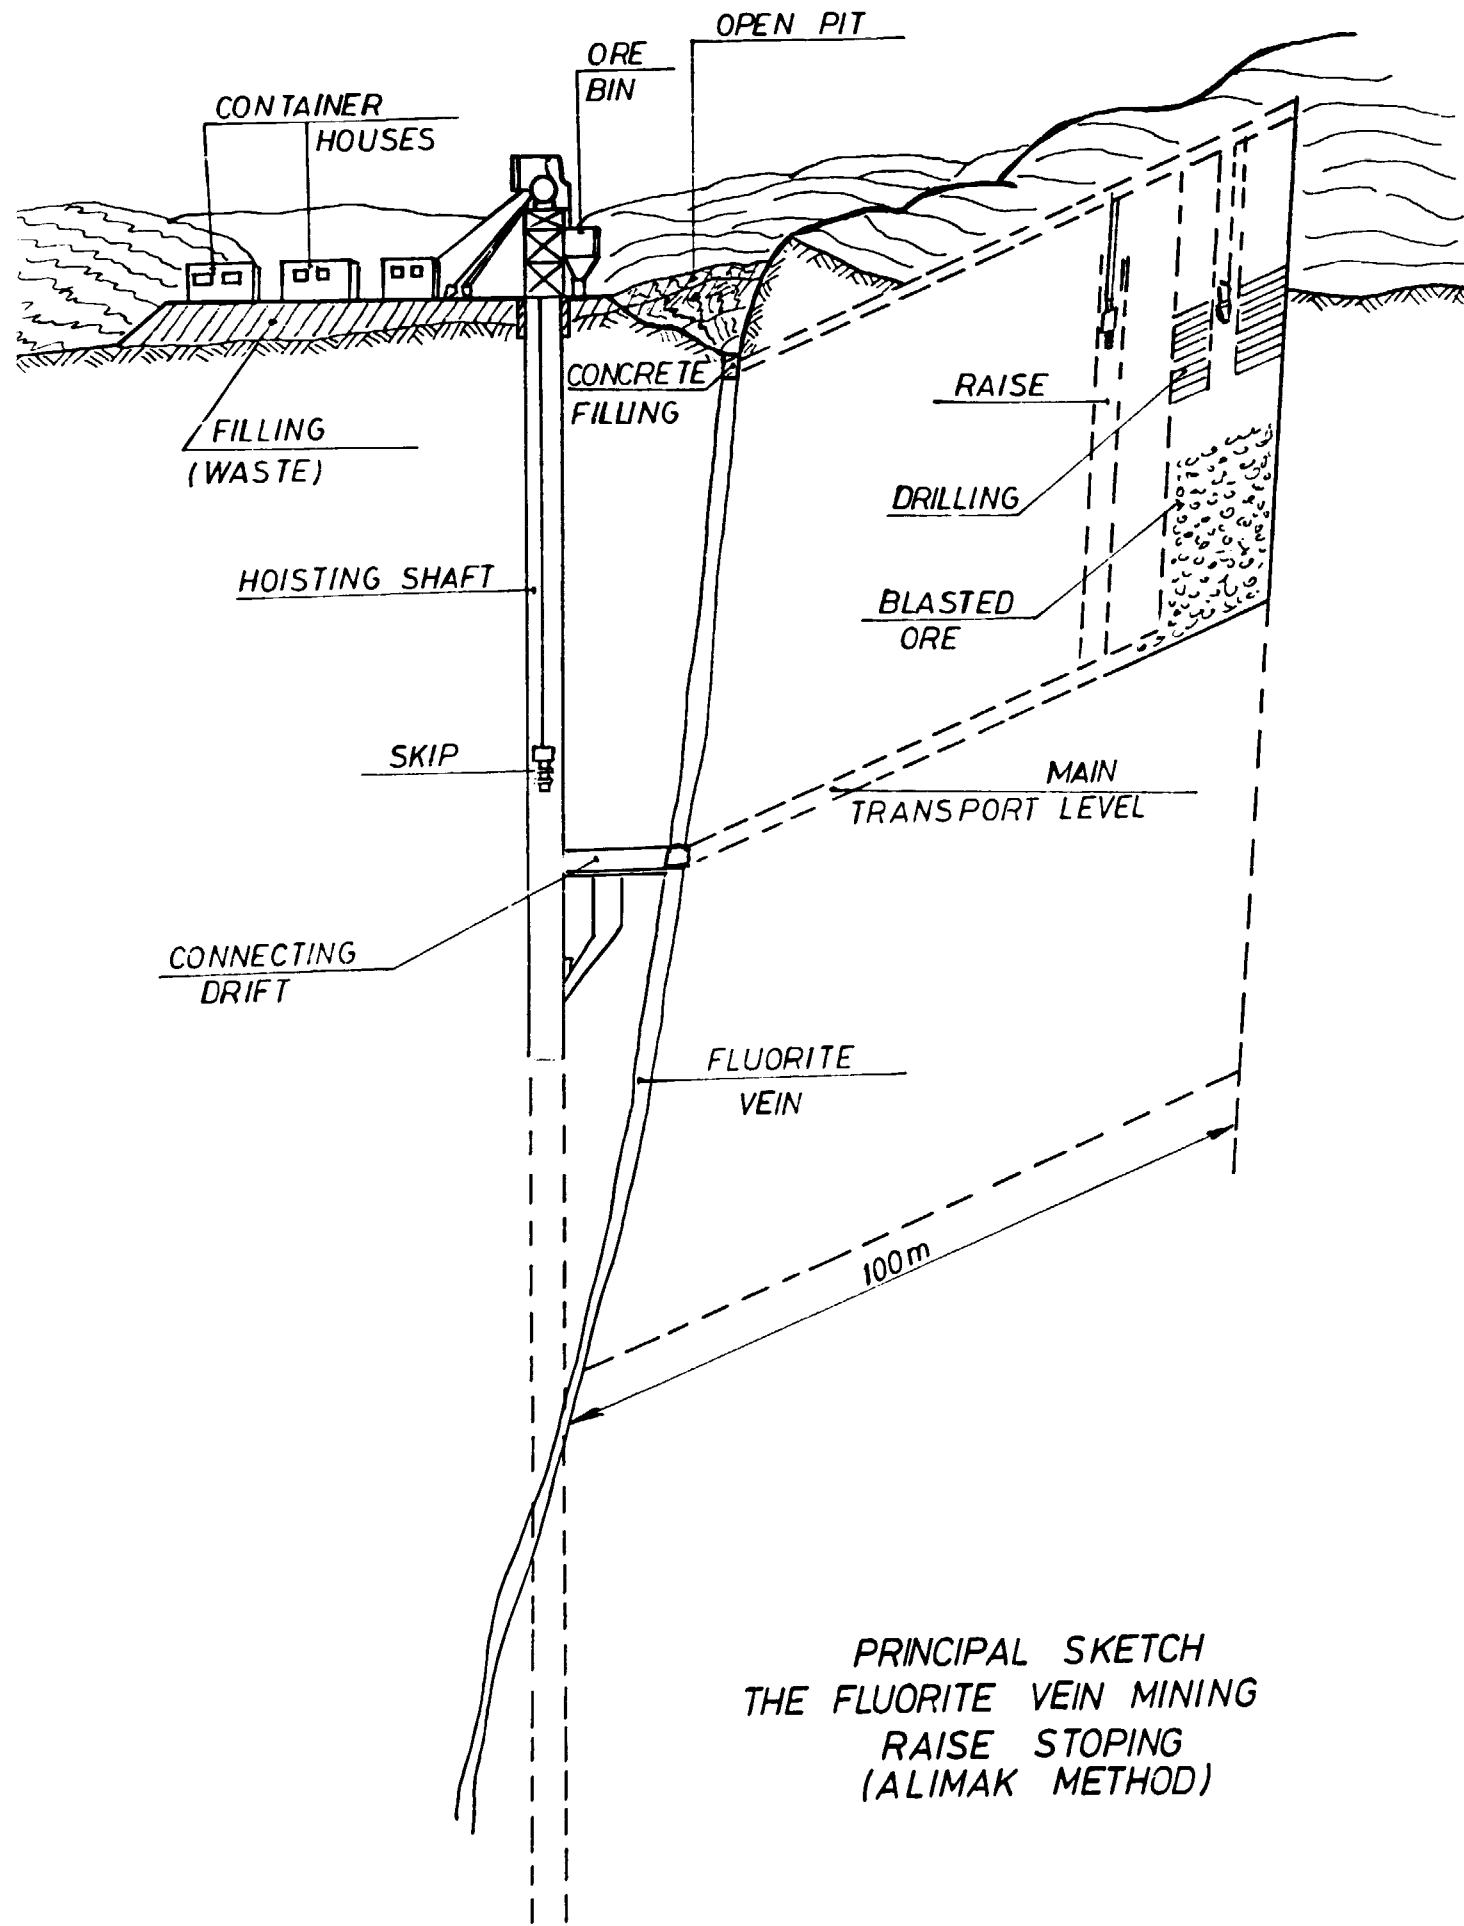 OPEN PIT
ORE
BIN
CONTAINER
HOUSES
CONCRETE
FILLING
RAISE
FILLING
(WASTE)
DRILLING
HOISTING SHAFT
BLASTED
ORE
SKIP
MAIN
TRANSPORT LEVEL
CONNECTING
DRIFT
FLUORITE
VEIN
100m
PRINCIPAL SKETCH
THE FLUORITE VEIN MINING
RAISE STOPING
(ALIMAK METHOD)